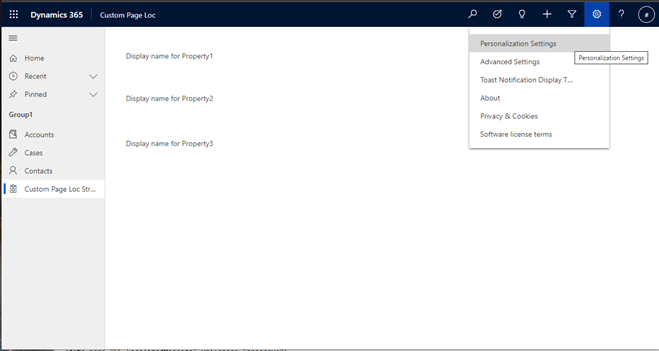 Dynamics 365
Custom Page Loc
Home
Recent
Pinned
Group1
Accounts
Cases
Contacts
Custom Page Loc Str...
Display name for Property1
Display name for Property2
Display name for Property3
Personalization Settings
Personalization Settings
Advanced Settings
Toast Notification Display T...
About
Privacy & Cookies
Software license terms